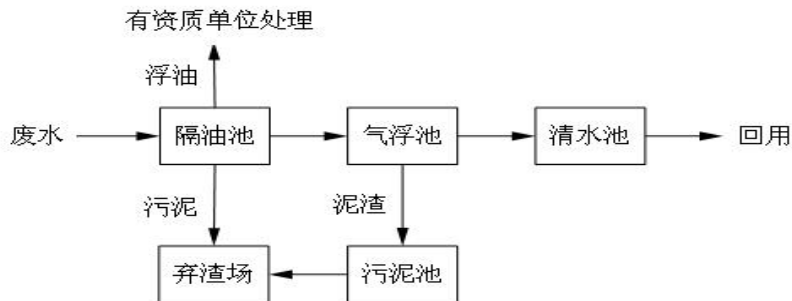 有资质单位处理
浮油
废水
隔油池
气浮池
清水池
回用
污泥
泥渣
弃渣场
污泥池